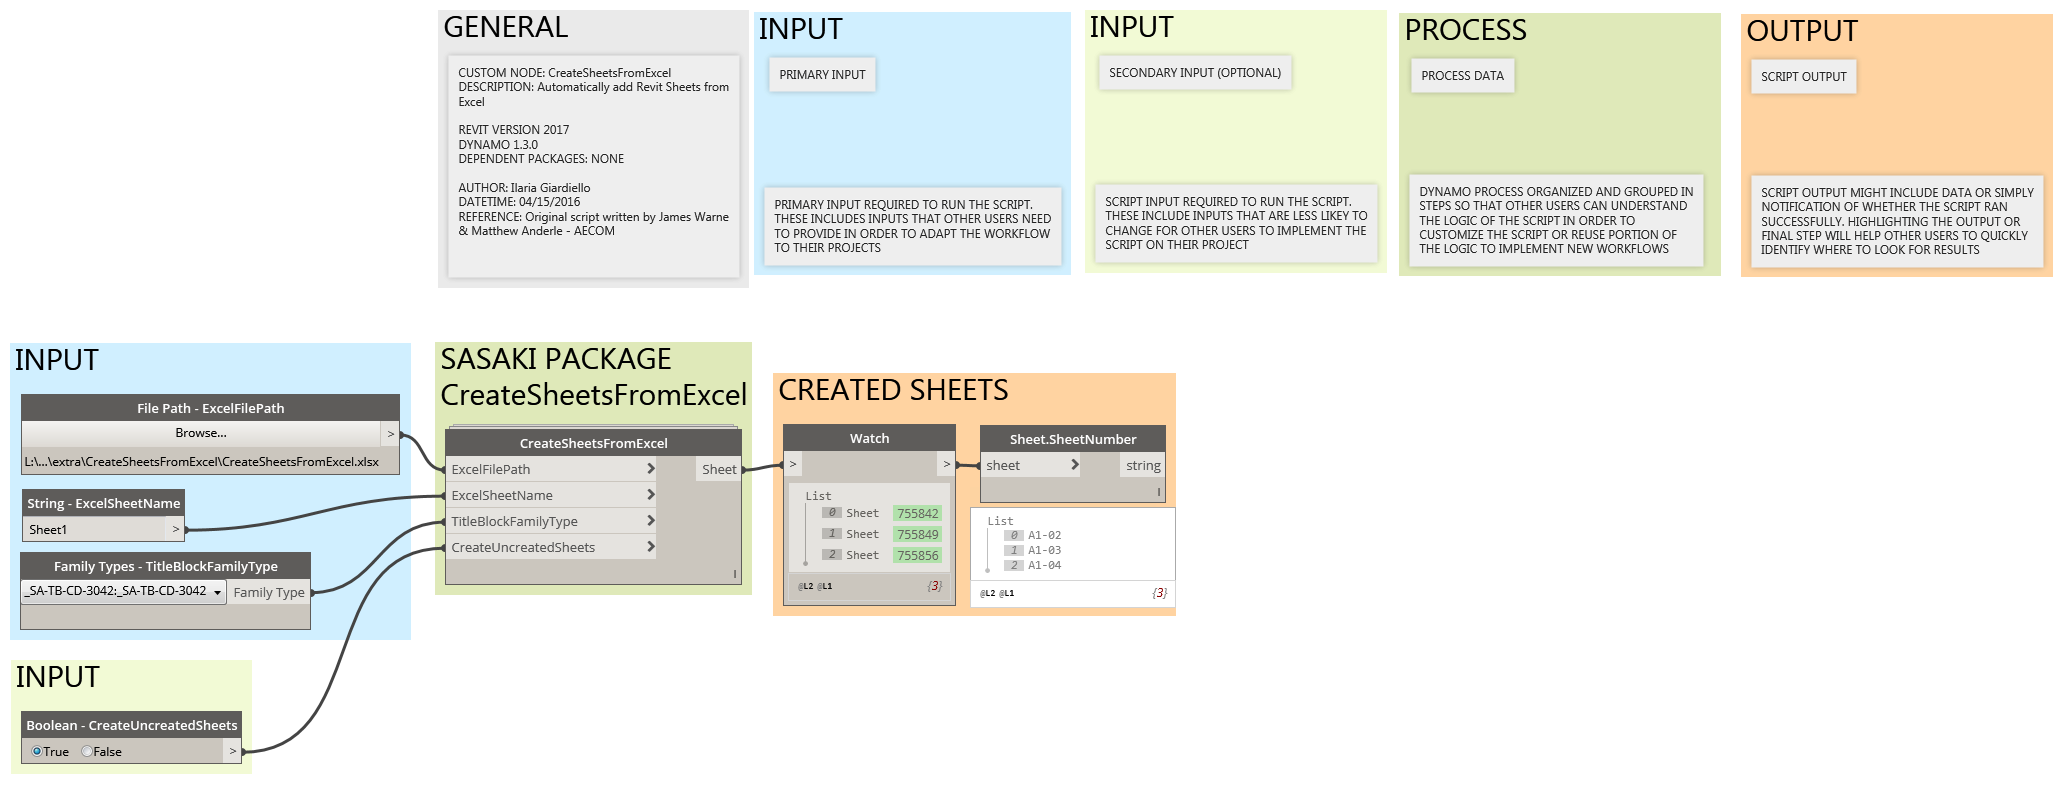 GENERAL
CUSTOM NODE: CreateSheetsFromExcel
DESCRIPTION: Automatically add Revit Sheets from
Excel
REVIT VERSION 2017
DYNAMO 1.3.0
DEPENDENT PACKAGES: NONE
AUTHOR: Ilaria Giardiello
DATETIME: 04/15/2016
REFERENCE: Original script written by James Warne
& Matthew Anderle - AECOM
INPUT
PRIMARY INPUT
PRIMARY INPUT REQUIRED TO RUN THE SCRIPT.
THESE INCLUDES INPUTS THAT OTHER USERS NEED
TO PROVIDE IN ORDER TO ADAPT THE WORKFLOW
TO THEIR PROJECTS
INPUT
SECONDARY INPUT (OPTIONAL)
SCRIPT INPUT REQUIRED TO RUN THE SCRIPT.
THESE INCLUDE INPUTS THAT ARE LESS LIKEY TO
CHANGE FOR OTHER USERS TO IMPLEMENT THE
SCRIPT ON THEIR PROJECT
PROCESS
PROCESS DATA
DYNAMO PROCESS ORGANIZED AND GROUPED IN
STEPS SO THAT OTHER USERS CAN UNDERSTAND
THE LOGIC OF THE SCRIPT IN ORDER TO
CUSTOMIZE THE SCRIPT OR REUSE PORTION OF
THE LOGIC TO IMPLEMENT NEW WORKFLOWS
OUTPUT
SCRIPT OUTPUT
SCRIPT OUTPUT MIGHT INCLUDE DATA OR SIMPLY
NOTIFICATION OF WHETHER THE SCRIPT RAN
SUCCESSFULLY. HIGHLIGHTING THE OUTPUT OR
FINAL STEP WILL HELP OTHER USERS TO QUICKLY
IDENTIFY WHERE TO LOOK FOR RESULTS
INPUT
File Path - ExcelFilePath
Browse... >
L:\...\extra\CreateSheetsFromExcel\CreateSheetsFromExcel.xlsx
String - ExcelSheetName
Sheet1 >
Family Types - TitleBlockFamilyType
_SA-TB-CD-3042:_SA-TB-CD-3042 Family Type
INPUT
Boolean - CreateUncreatedSheets
True False >
SASAKI PACKAGE
CreateSheetsFromExcel
CreateSheetsFromExcel
ExcelFilePath > Sheet
ExcelSheetName >
TitleBlockFamilyType >
CreateUncreatedSheets >
l
CREATED SHEETS
Watch
> >
List
0 Sheet 755842
1 Sheet 755849
2 Sheet 755856
@L2 @L1 {3}
Sheet.SheetNumber
sheet > string
l
List
0 A1-02
1 A1-03
2 A1-04
@L2 @L1 {3}